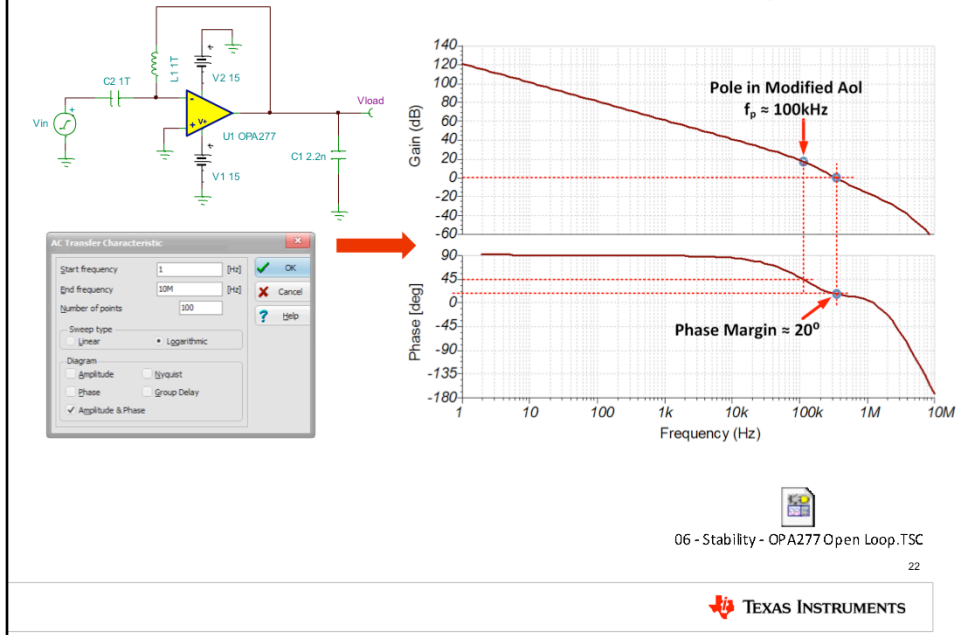 C2 1T
L1 1T
V2 15
Vin
+
-
+
V+
+
+
U1 OPA277
V1 15
Vload
C1 2.2n
AC Transfer Characteristic
Start frequency 1 [Hz]
End frequency 10M [Hz]
Number of points 100
Sweep type
Linear
Logarithmic
Diagram
Amplitude
Nyquist
Phase
Group Delay
Amplitude & Phase
OK
Cancel
? Help
Gain (dB)
140
120
100
80
60
40
20
0
-20
-40
-60
Pole in Modified Aol
fp ≈ 100kHz
Phase [deg]
90
45
0
-45
-90
-135
-180
Phase Margin ≈ 20⁰
1 10 100 1k 10k 100k 1M 10M
Frequency (Hz)
06 - Stability - OPA277 Open Loop.TSC
22
TEXAS INSTRUMENTS